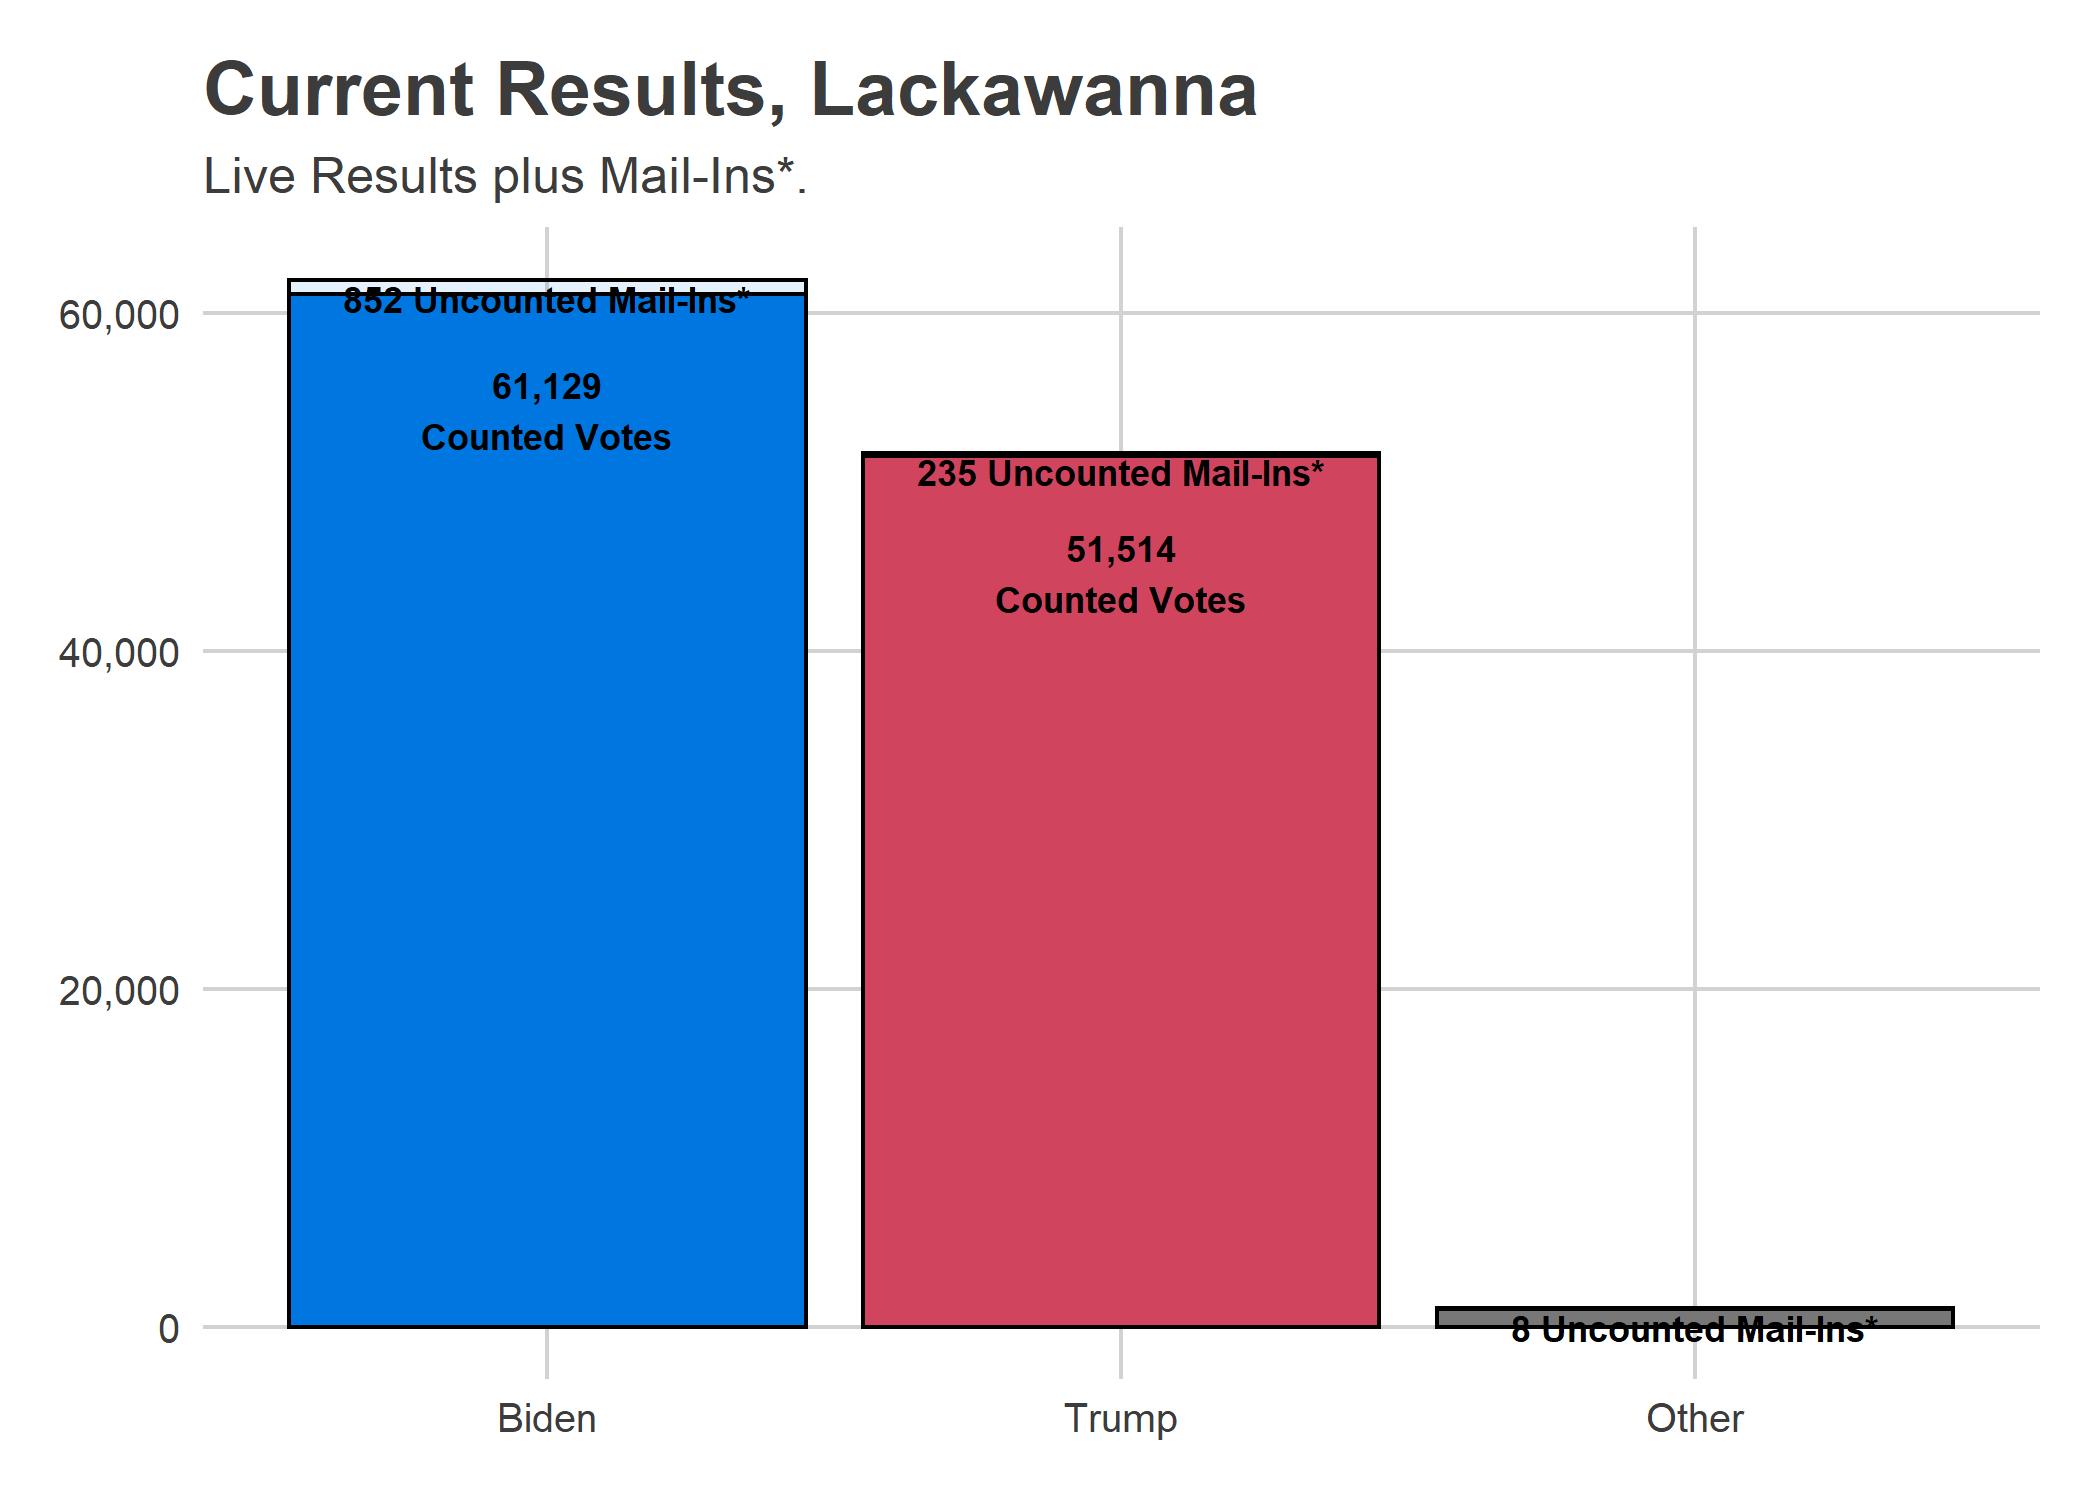 Current Results, Lackawanna
Live Results plus Mail-Ins*.
60,000
40,000
20,000
0
852 Uncounted Mail-Ins*
61,129
Counted Votes
235 Uncounted Mail-Ins*
51,514
Counted Votes
8 Uncounted Mail-Ins*
Biden
Trump
Other